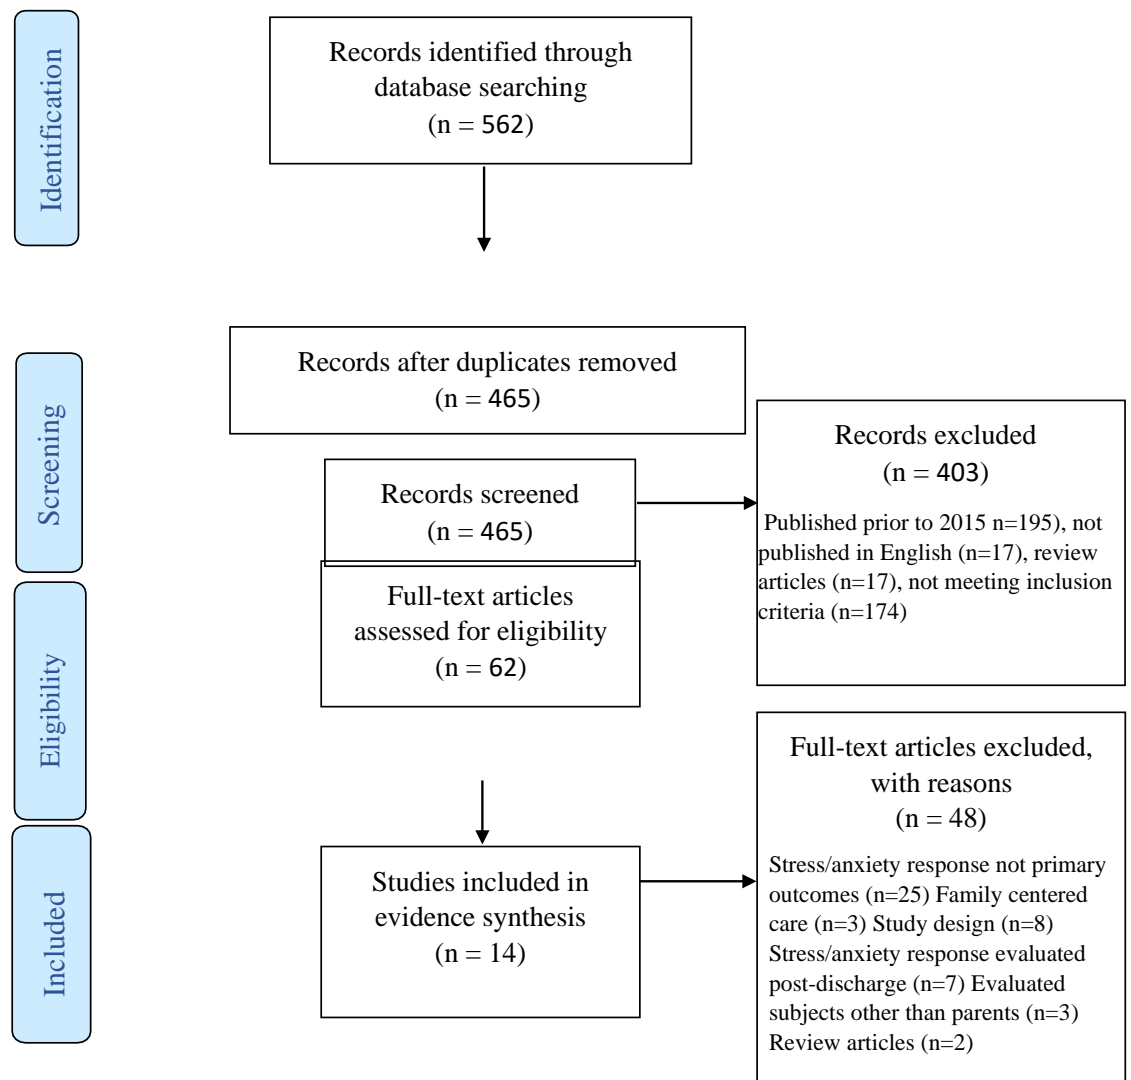 Identification
Records identified through
database searching
(n = 562)
Screening
Records after duplicates removed
(n = 465)
Records screened
(n = 465)
Records excluded
(n = 403)
Published prior to 2015 n=195), not
published in English (n=17), review
articles (n=17), not meeting inclusion
criteria (n=174)
Eligibility
Full-text articles
assessed for eligibility
(n = 62)
Full-text articles excluded,
with reasons
(n = 48)
Stress/anxiety response not primary
outcomes (n=25) Family centered
care (n=3) Study design (n=8)
Stress/anxiety response evaluated
post-discharge (n=7) Evaluated
subjects other than parents (n=3)
Review articles (n=2)
Included
Studies included in
evidence synthesis
(n = 14)